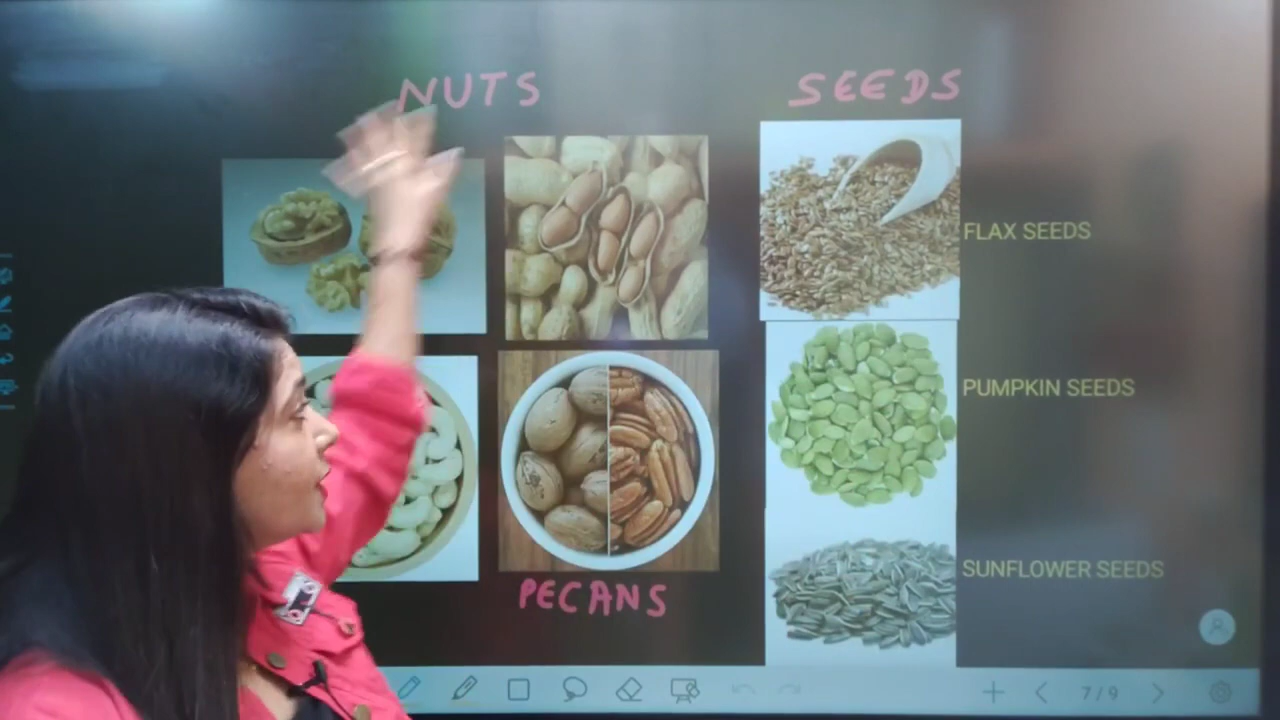 NUTS
SEEDS
FLAX SEEDS
PUMPKIN SEEDS
SUNFLOWER SEEDS
PECANS
7/9